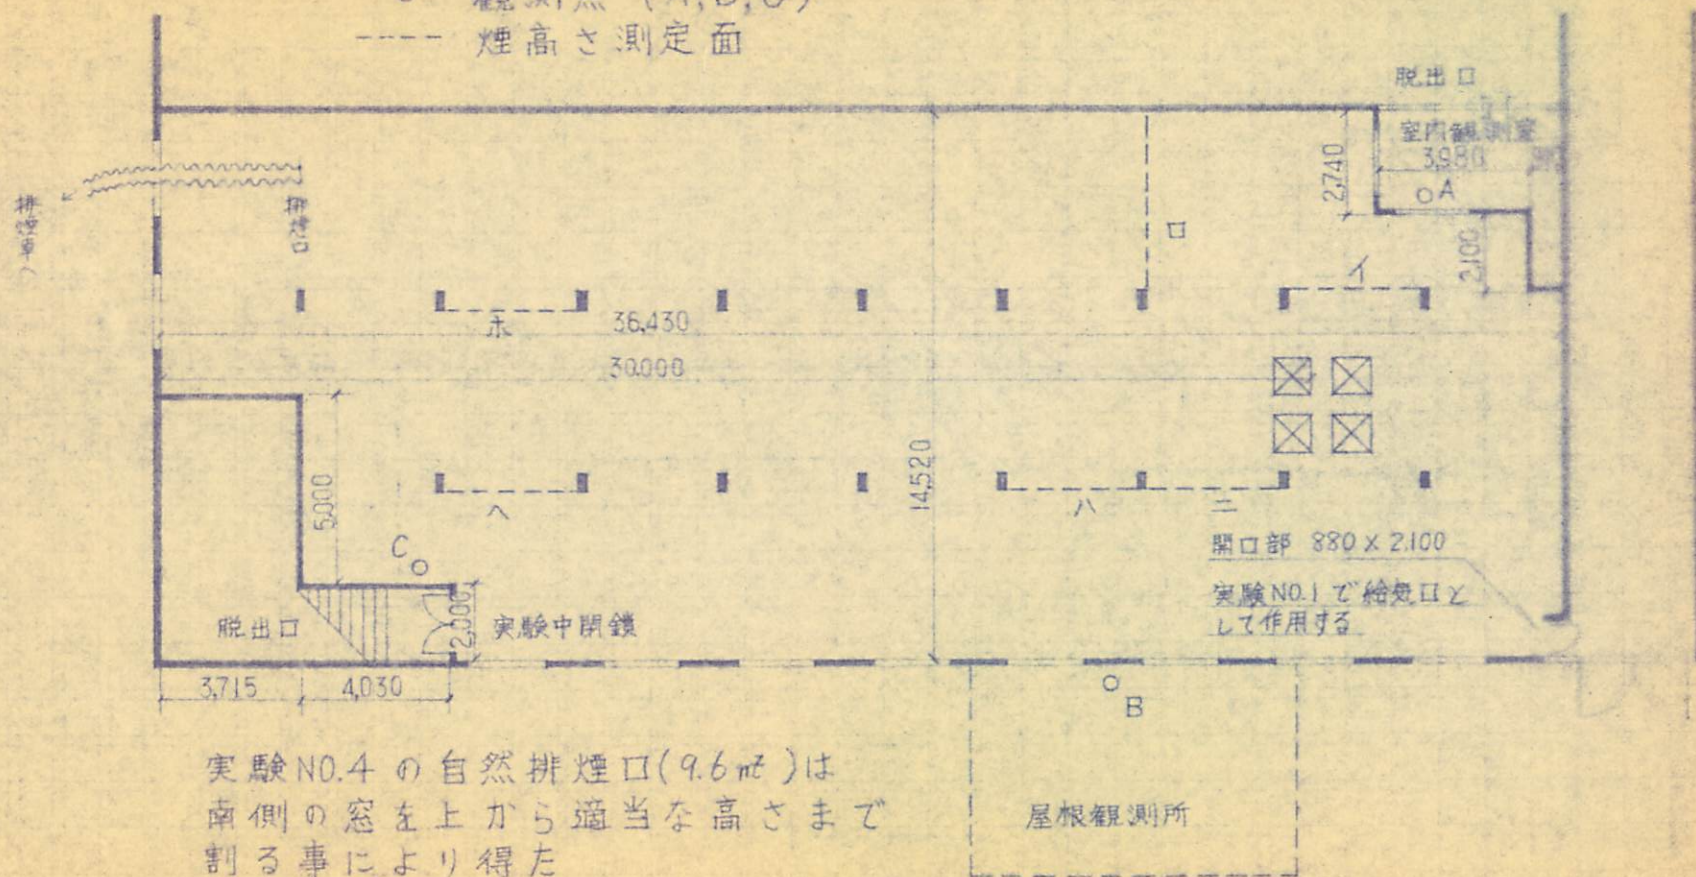 観測点 (A,B,C)
---- 煙高さ測定面
脱出口
室内観測室
3,980
A
2,740
ロ
イ
2,100
排煙車
排煙口
ホ
36,430
30,000
14,520
5,000
ヘ
ハ
ニ
C
開口部 880×2,100
実験NO.1で給気口と
して作用する
脱出口
2,000
実験中閉鎖
3,715
4,030
B
実験NO.4の自然排煙口(9.6㎡)は
南側の窓を上から適当な高さまで
割る事により得た
屋根観測所